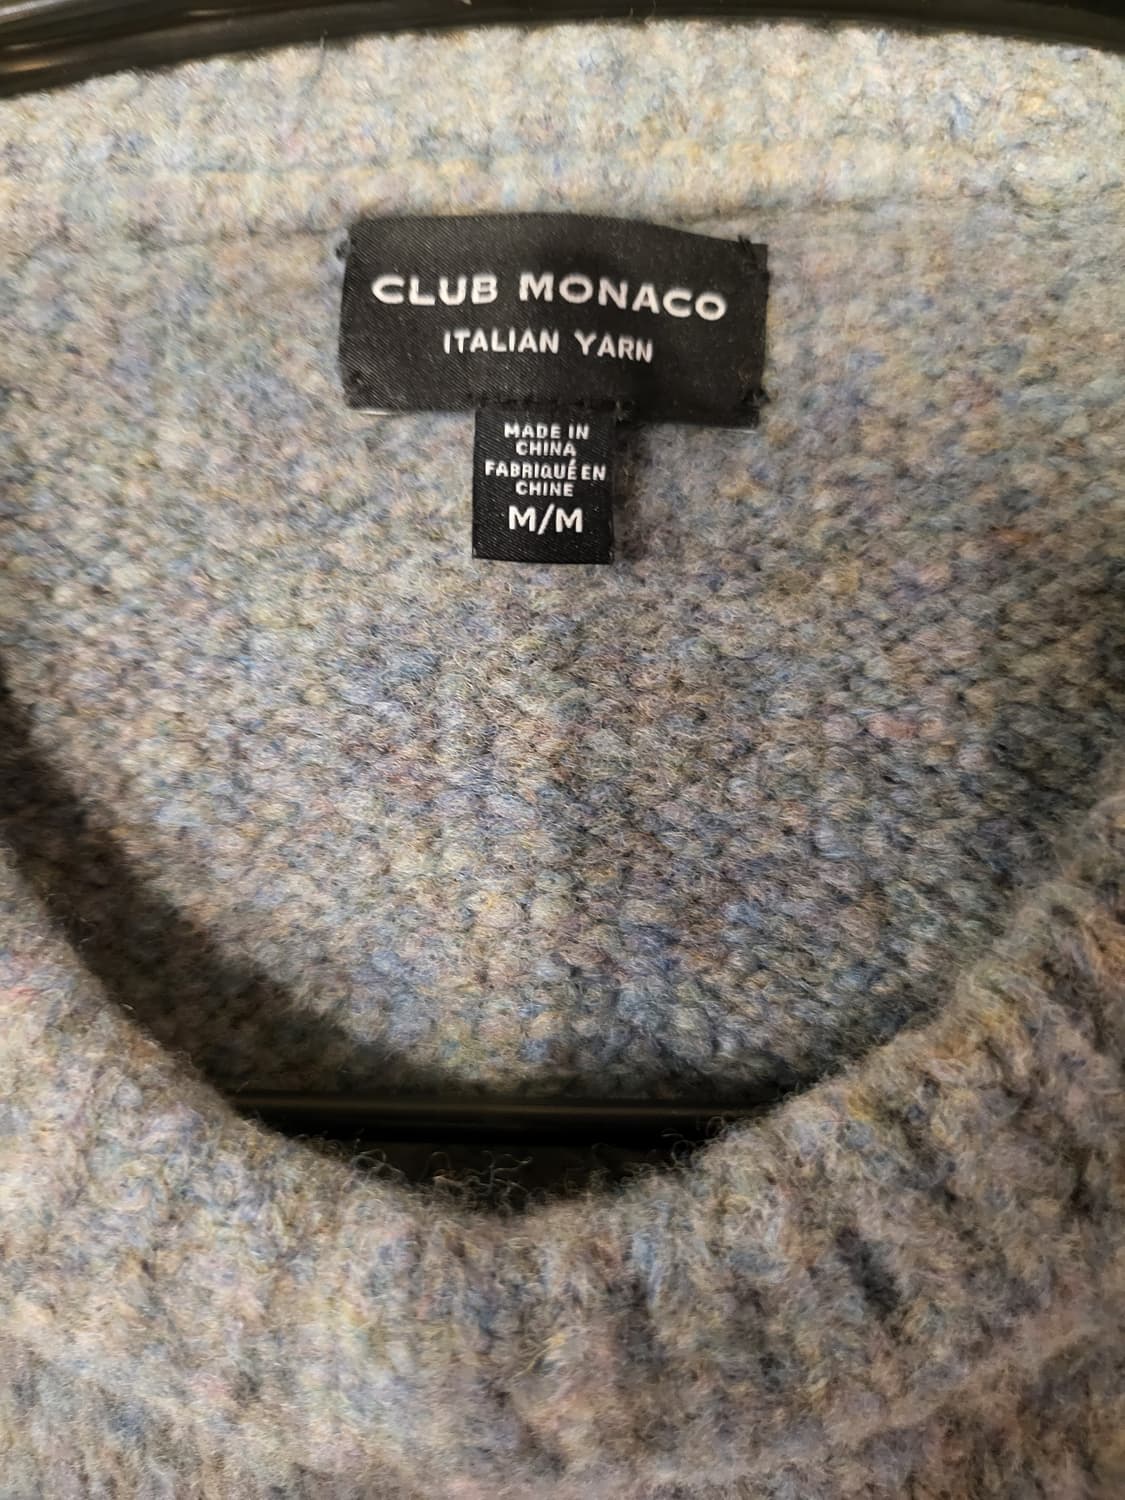 CLUB MONACO
ITALIAN YARN
MADE IN
CHINA
FABRIQUÉ EN
CHINE
M/M